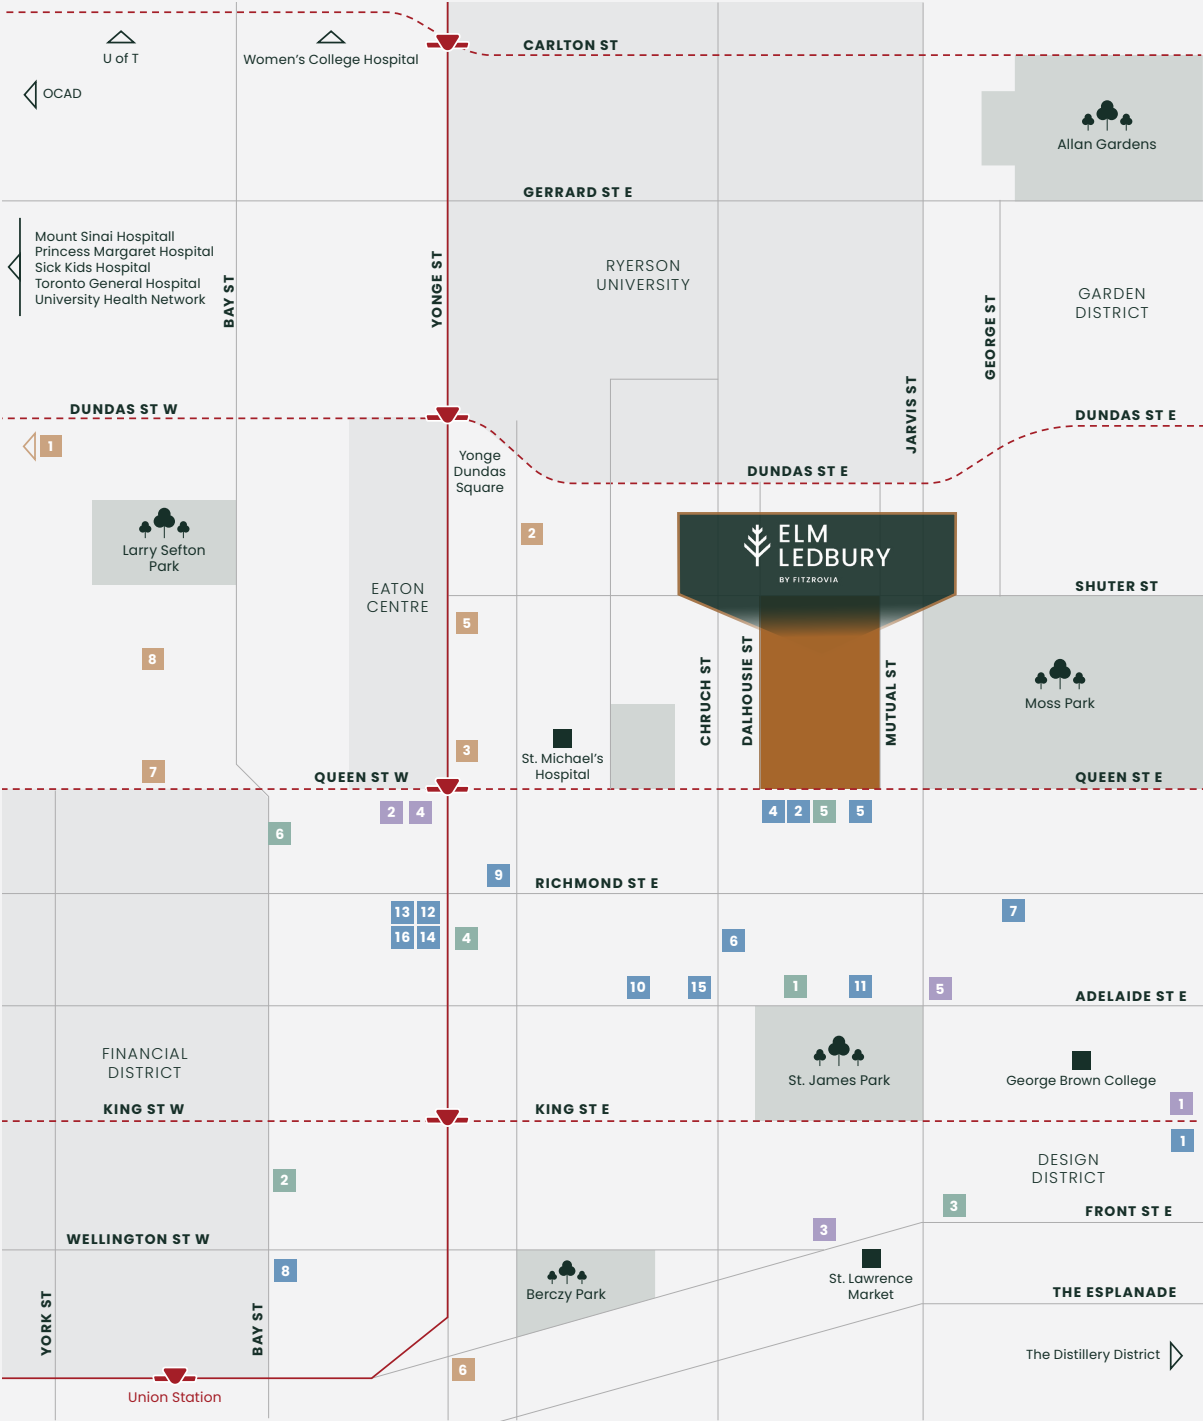 CARLTON ST
U of T
Women's College Hospital
OCAD
Allan Gardens
GERRARD ST E
Mount Sinai Hospitall
Princess Margaret Hospital
Sick Kids Hospital
Toronto General Hospital
University Health Network
BAY ST
YONGE ST
RYERSON
UNIVERSITY
GEORGE ST
GARDEN
DISTRICT
JARVIS ST
DUNDAS ST W
DUNDAS ST E
1
Yonge
Dundas
Square
DUNDAS ST E
2
Larry Sefton
Park
ELM
LEDBURY
BY FITZROVIA
EATON
CENTRE
SHUTER ST
5
8
CHRUCH ST
DALHOUSIE ST
MUTUAL ST
Moss Park
3
St. Michael's
Hospital
7
QUEEN ST W
QUEEN ST E
2
4
4
2
5
5
6
9
RICHMOND ST E
13
12
16
14
4
7
6
10
15
1
11
5
ADELAIDE ST E
FINANCIAL
DISTRICT
St. James Park
George Brown College
KING ST W
KING ST E
1
1
DESIGN
DISTRICT
2
3
3
FRONT ST E
WELLINGTON ST W
8
Berczy Park
St. Lawrence
Market
THE ESPLANADE
YORK ST
BAY ST
The Distillery District
6
Union Station